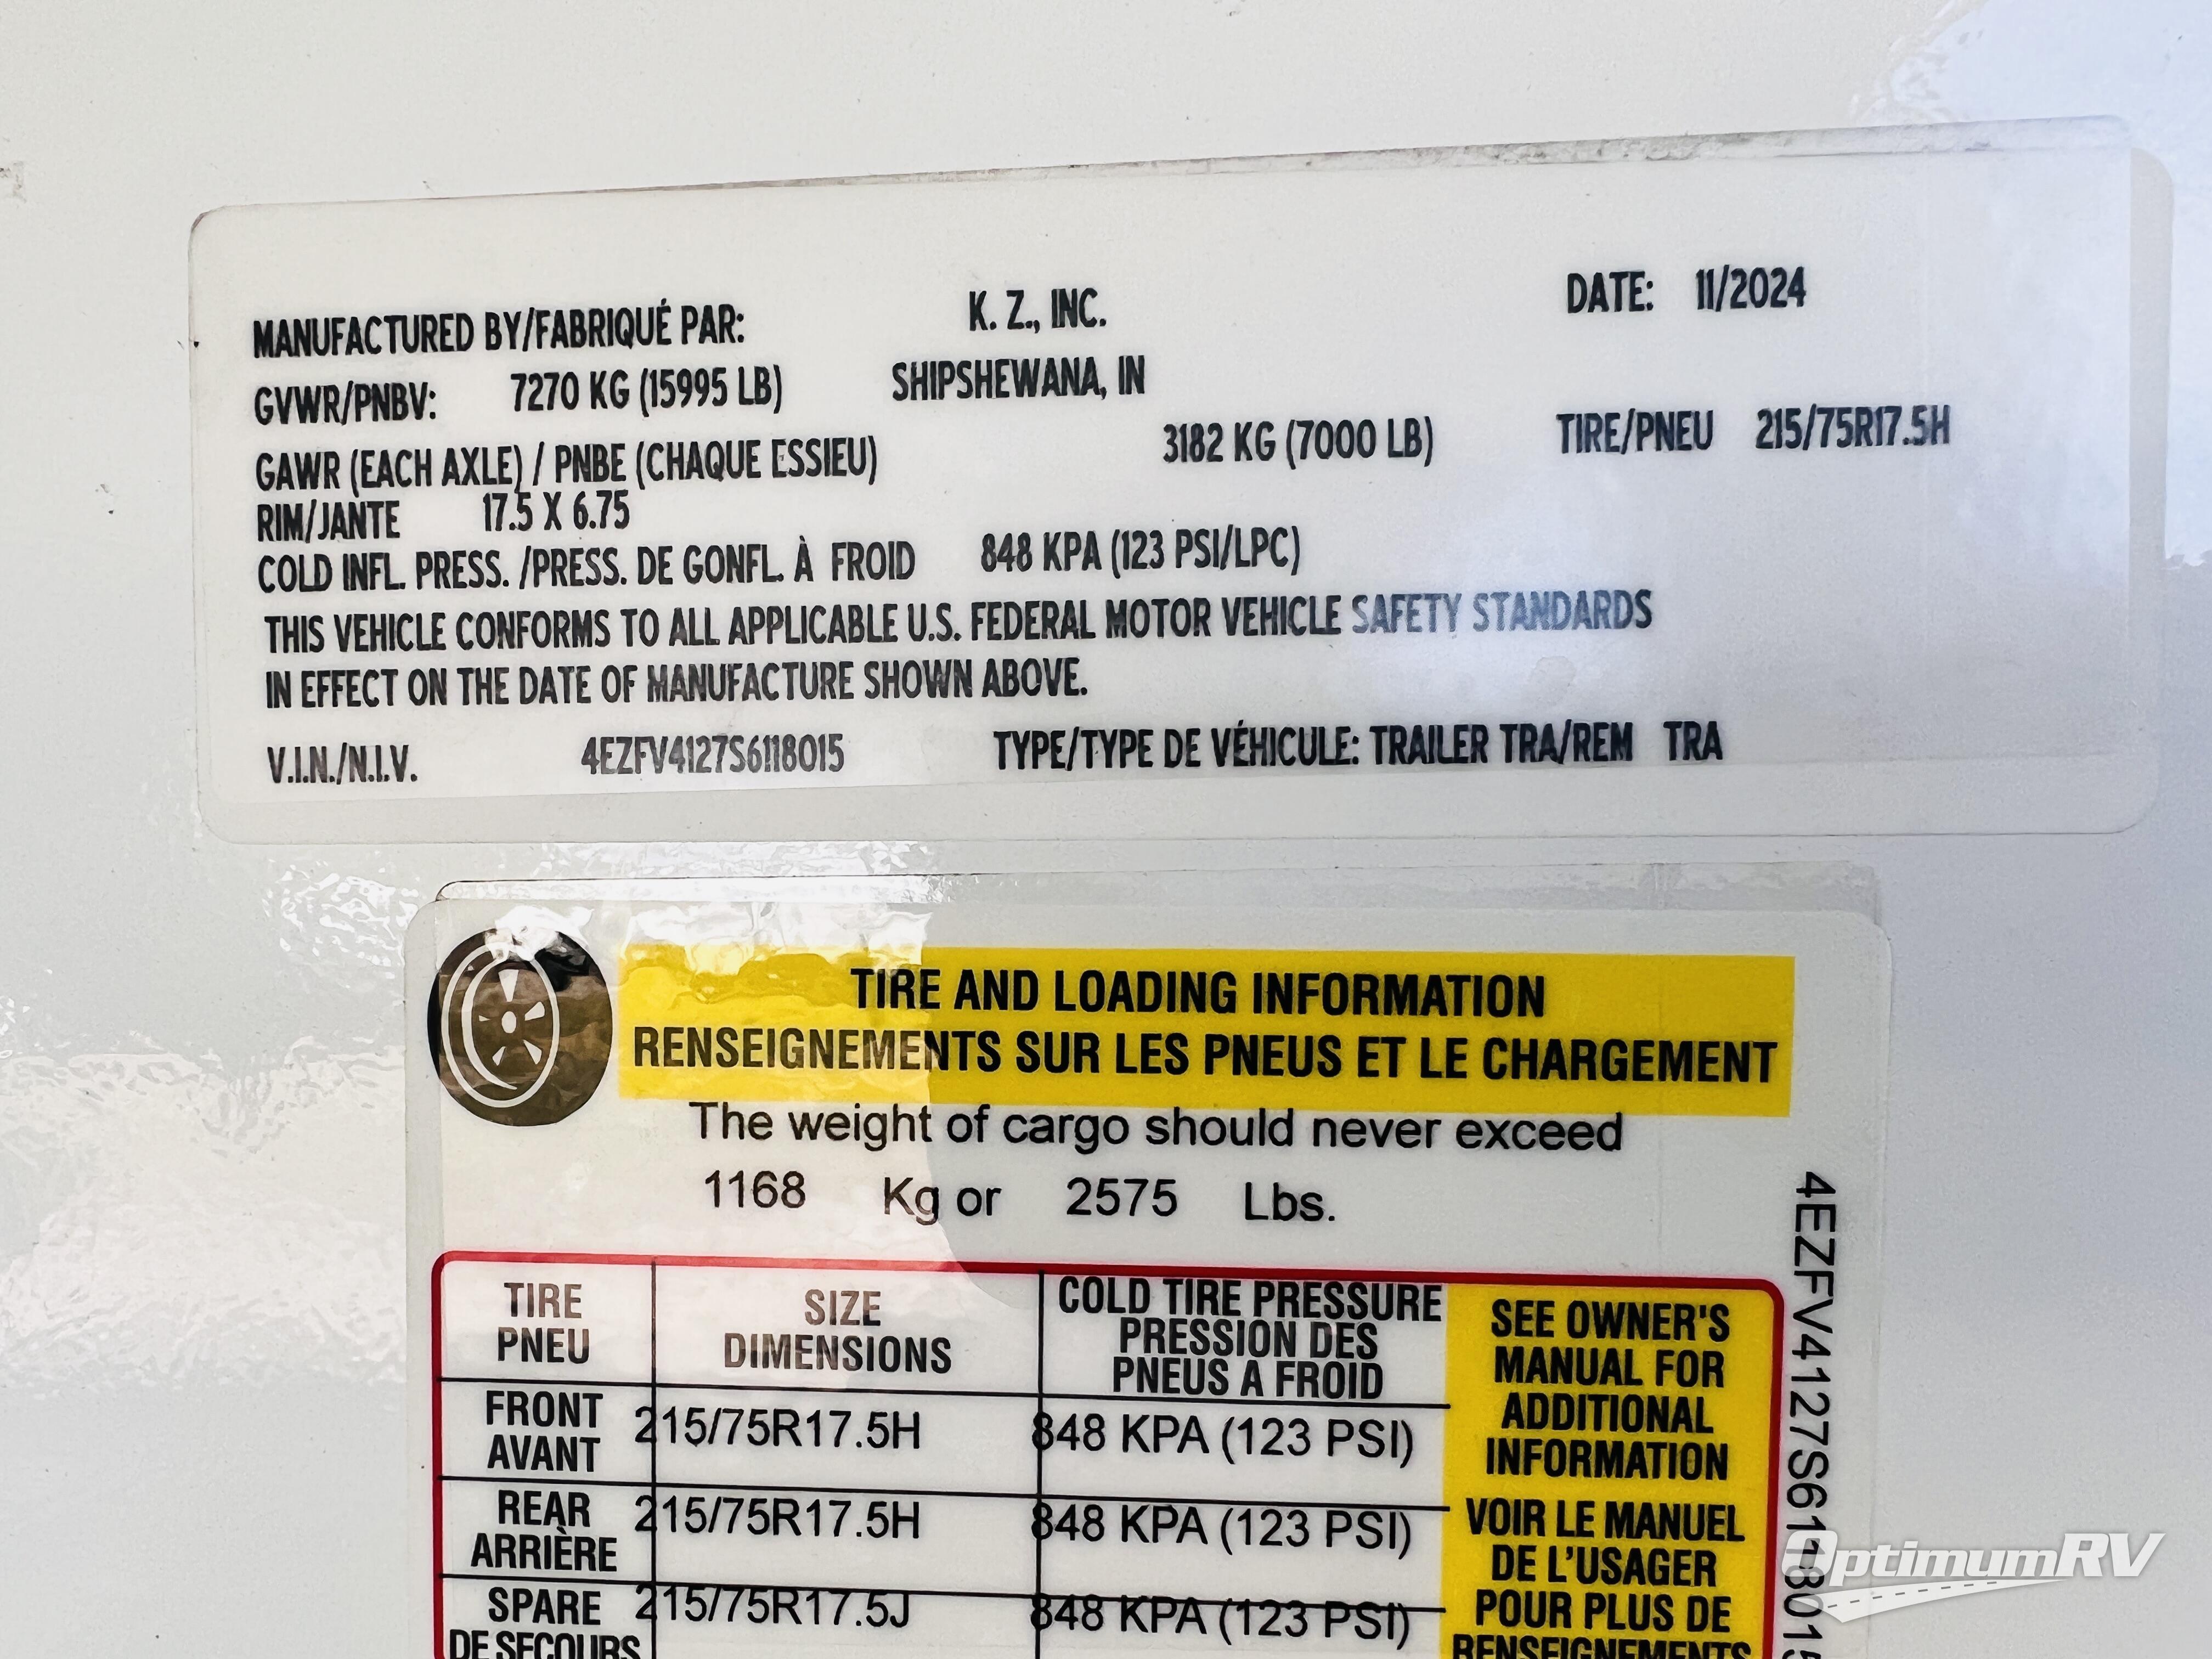 MANUFACTURED BY/FABRIQUÉ PAR: K. Z., INC. DATE: 11/2024
GVWR/PNBV: 7270 KG (15995 LB) SHIPSHEWANA, IN
GAWR (EACH AXLE) / PNBE (CHAQUE ESSIEU) 3182 KG (7000 LB) TIRE/PNEU 215/75R17.5H
RIM/JANTE 17.5 X 6.75
COLD INFL. PRESS. /PRESS. DE GONFL. À FROID 848 KPA (123 PSI/LPC)
THIS VEHICLE CONFORMS TO ALL APPLICABLE U.S. FEDERAL MOTOR VEHICLE SAFETY STANDARDS
IN EFFECT ON THE DATE OF MANUFACTURE SHOWN ABOVE.
V.I.N./N.I.V. 4EZFV4127S6118015 TYPE/TYPE DE VÉHICULE: TRAILER TRA/REM TRA
TIRE AND LOADING INFORMATION
RENSEIGNEMENTS SUR LES PNEUS ET LE CHARGEMENT
The weight of cargo should never exceed
1168 Kg or 2575 Lbs.
TIRE
PNEU
SIZE
DIMENSIONS
COLD TIRE PRESSURE
PRESSION DES
PNEUS A FROID
FRONT
AVANT
215/75R17.5H
848 KPA (123 PSI)
REAR
ARRIÈRE
215/75R17.5H
848 KPA (123 PSI)
SPARE
DE SECOURS
215/75R17.5J
848 KPA (123 PSI)
SEE OWNER'S
MANUAL FOR
ADDITIONAL
INFORMATION
VOIR LE MANUEL
DE L'USAGER
POUR PLUS DE
RENSEIGNEMENTS
4EZFV4127S6118015
OptimumRV